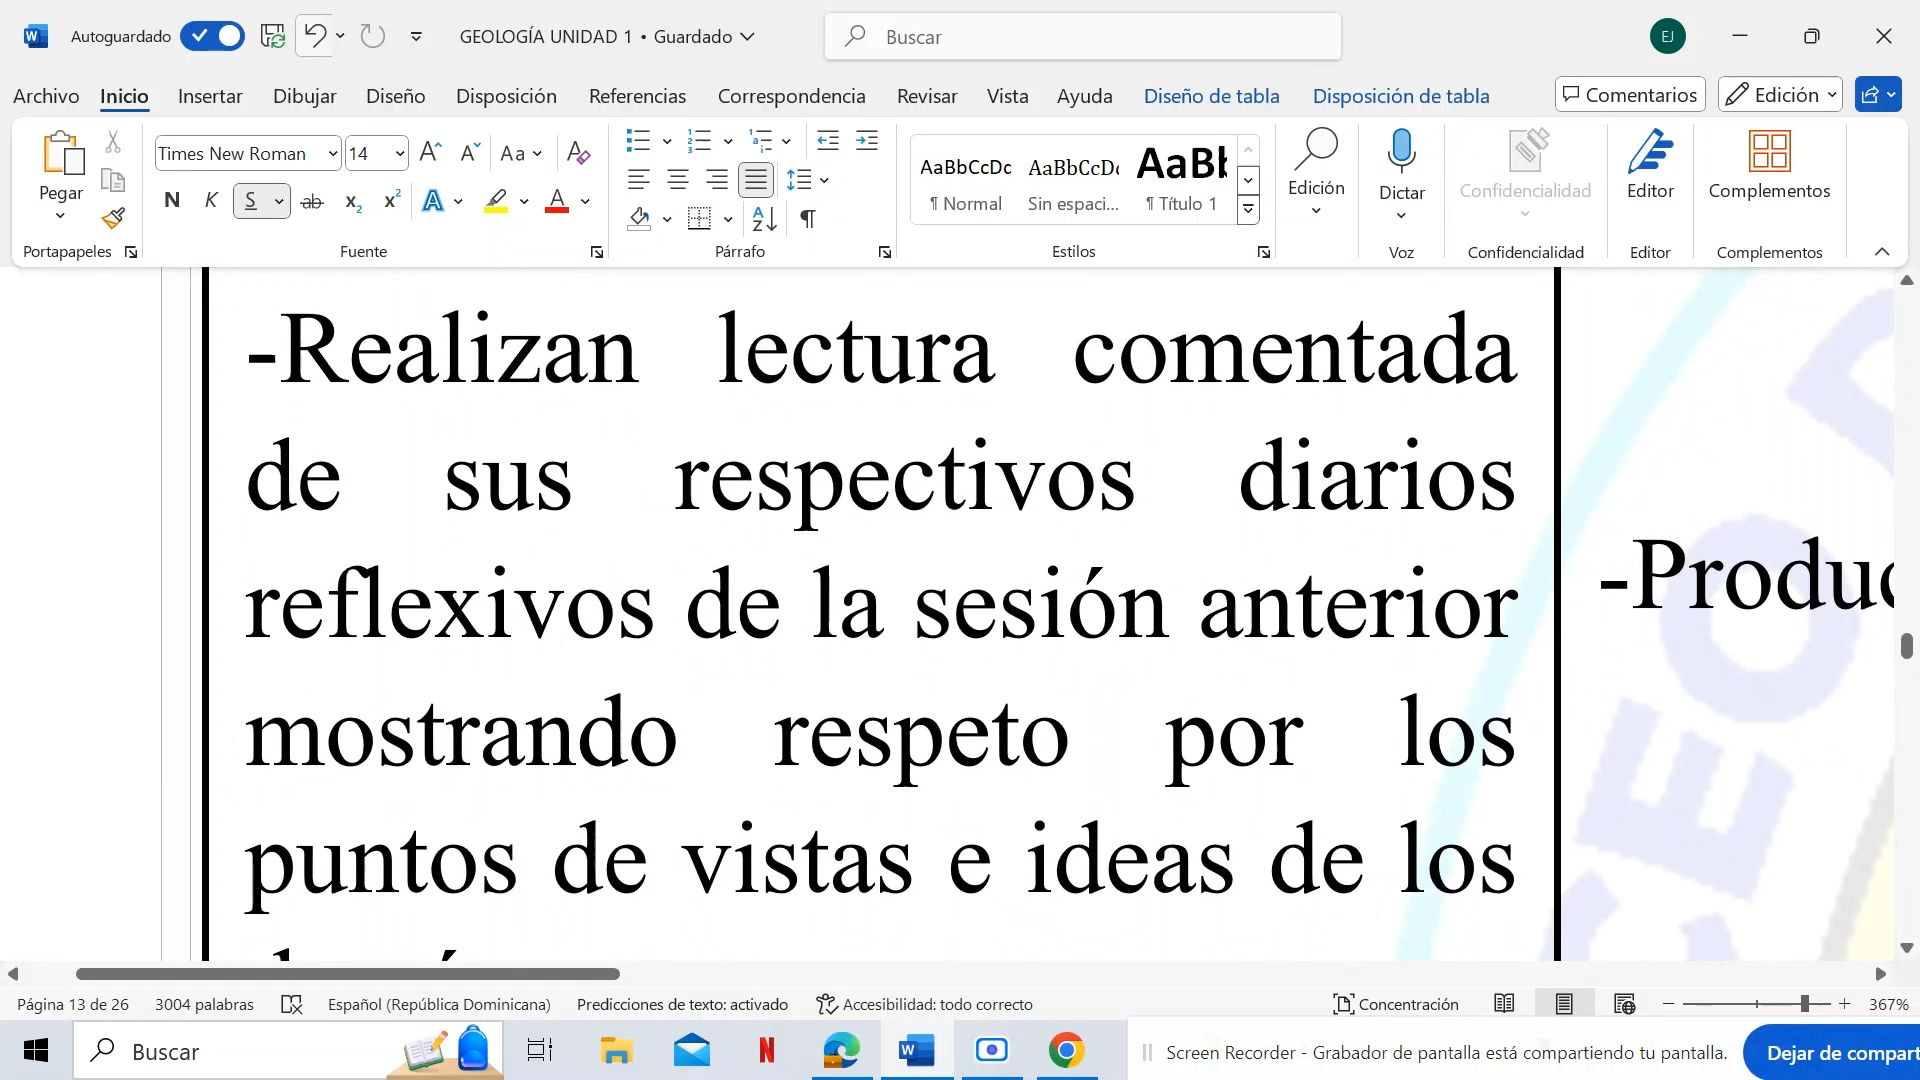 Autoguardado
GEOLOGÍA UNIDAD 1 • Guardado
Buscar
EJ
Archivo Inicio Insertar Dibujar Diseño Disposición Referencias Correspondencia Revisar Vista Ayuda Diseño de tabla Disposición de tabla
Comentarios
Edición
Pegar
Portapapeles
Times New Roman 14
N K S ab x₂ x²
Aa
A
Fuente
Párrafo
AaBbCcDc AaBbCcDc AaBb
¶ Normal Sin espaci... ¶ Título 1
Estilos
Edición
Dictar
Voz
Confidencialidad
Confidencialidad
Editor
Editor
Complementos
Complementos
-Realizan lectura comentada
de sus respectivos diarios
reflexivos de la sesión anterior
mostrando respeto por los
puntos de vistas e ideas de los
-Produc
CEO
Página 13 de 26 3004 palabras Español (República Dominicana) Predicciones de texto: activado Accesibilidad: todo correcto
Concentración
367%
Buscar
Screen Recorder - Grabador de pantalla está compartiendo tu pantalla.
Dejar de compart